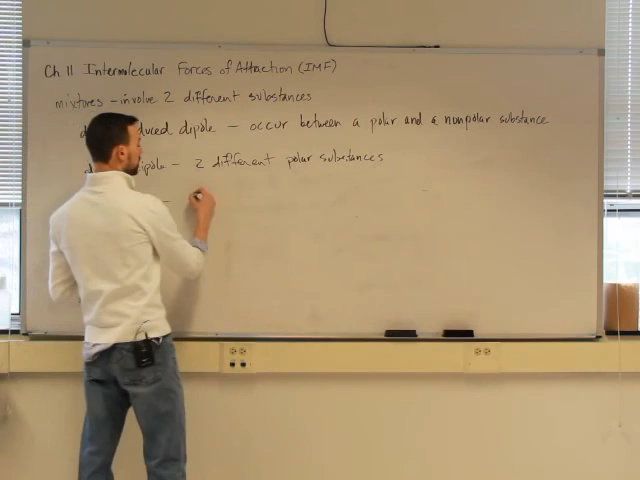 Ch 11 Intermolecular Forces of Attraction (IMF)
mixtures - involve 2 different substances
duced dipole - occur between a polar and a nonpolar substance
ipole - 2 different polar substances
-